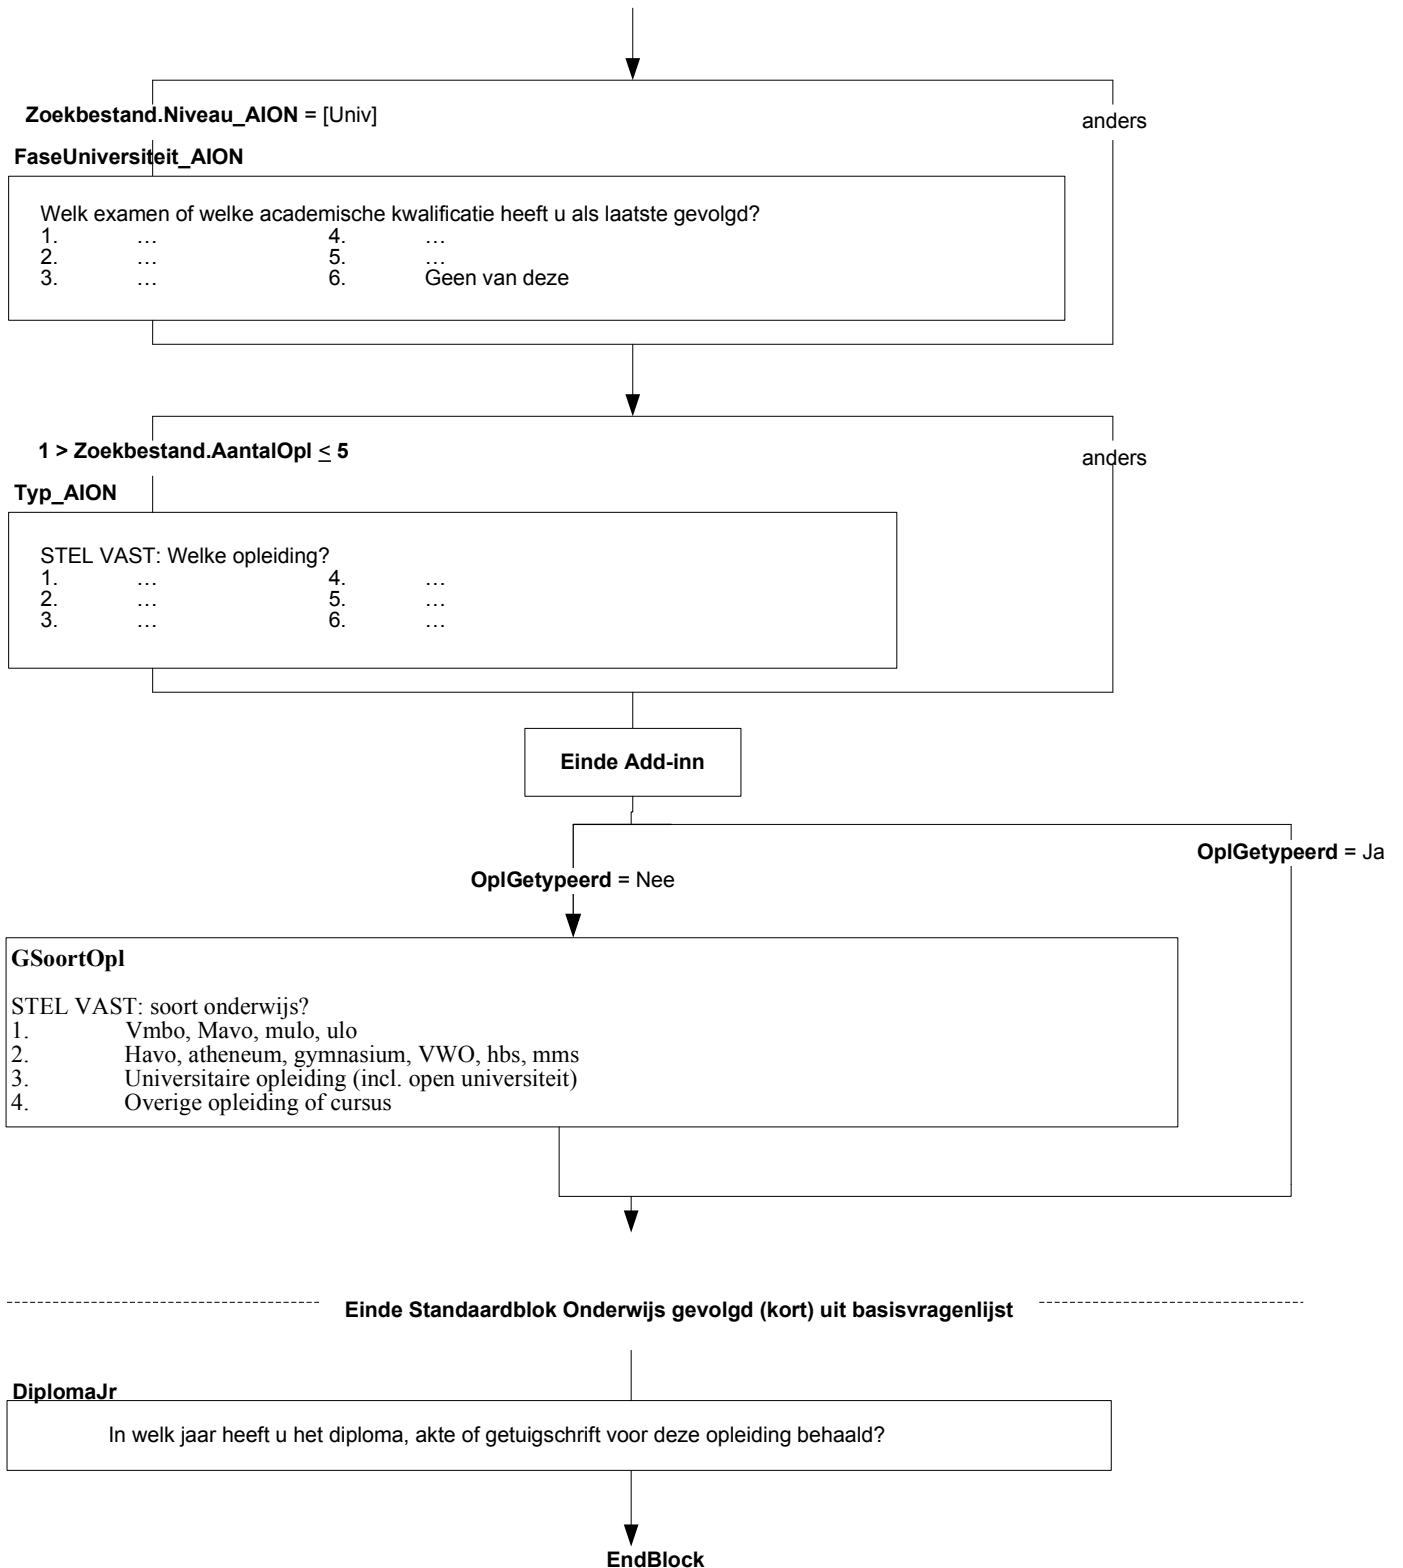 Zoekbestand.Niveau_AION = [Univ]
anders
FaseUniversiteit_AION
Welk examen of welke academische kwalificatie heeft u als laatste gevolgd?
1. … 4. …
2. … 5. …
3. … 6. Geen van deze
1 > Zoekbestand.AantalOpl ≤ 5
anders
Typ_AION
STEL VAST: Welke opleiding?
1. … 4. …
2. … 5. …
3. … 6. …
Einde Add-inn
OplGetypeerd = Ja
OplGetypeerd = Nee
GSoortOpl
STEL VAST: soort onderwijs?
1. Vmbo, Mavo, mulo, ulo
2. Havo, atheneum, gymnasium, VWO, hbs, mms
3. Universitaire opleiding (incl. open universiteit)
4. Overige opleiding of cursus
Einde Standaardblok Onderwijs gevolgd (kort) uit basisvragenlijst
DiplomaJr
In welk jaar heeft u het diploma, akte of getuigschrift voor deze opleiding behaald?
EndBlock